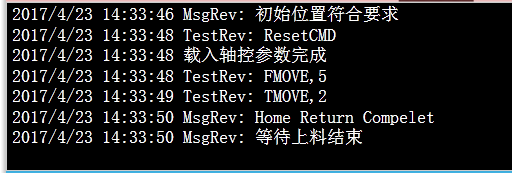 2017/4/23 14:33:46 MsgRev: 初始位置符合要求
2017/4/23 14:33:48 TestRev: ResetCMD
2017/4/23 14:33:48 载入轴控参数完成
2017/4/23 14:33:48 TestRev: FMOVE,5
2017/4/23 14:33:49 TestRev: TMOVE,2
2017/4/23 14:33:50 MsgRev: Home Return Compelet
2017/4/23 14:33:50 MsgRev: 等待上料结束